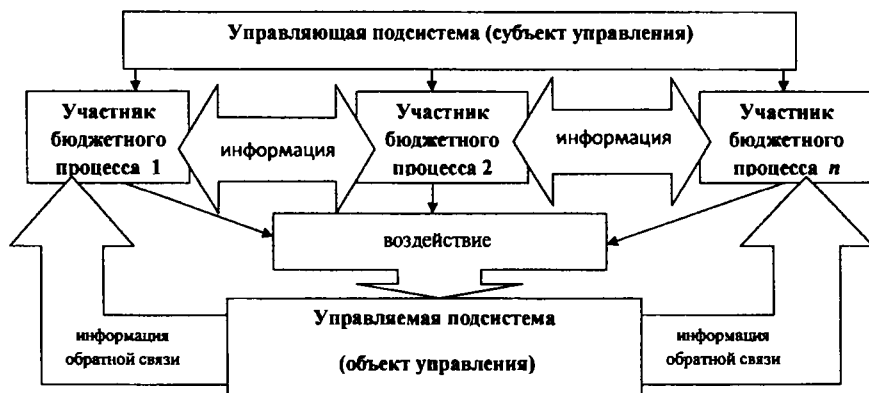 Управляющая подсистема (субъект управления)
Участник
бюджетного
процесса 1
информация
Участник
бюджетного
процесса 2
информация
Участник
бюджетного
процесса n
воздействие
Управляемая подсистема
(объект управления)
информация
обратной связи
информация
обратной связи